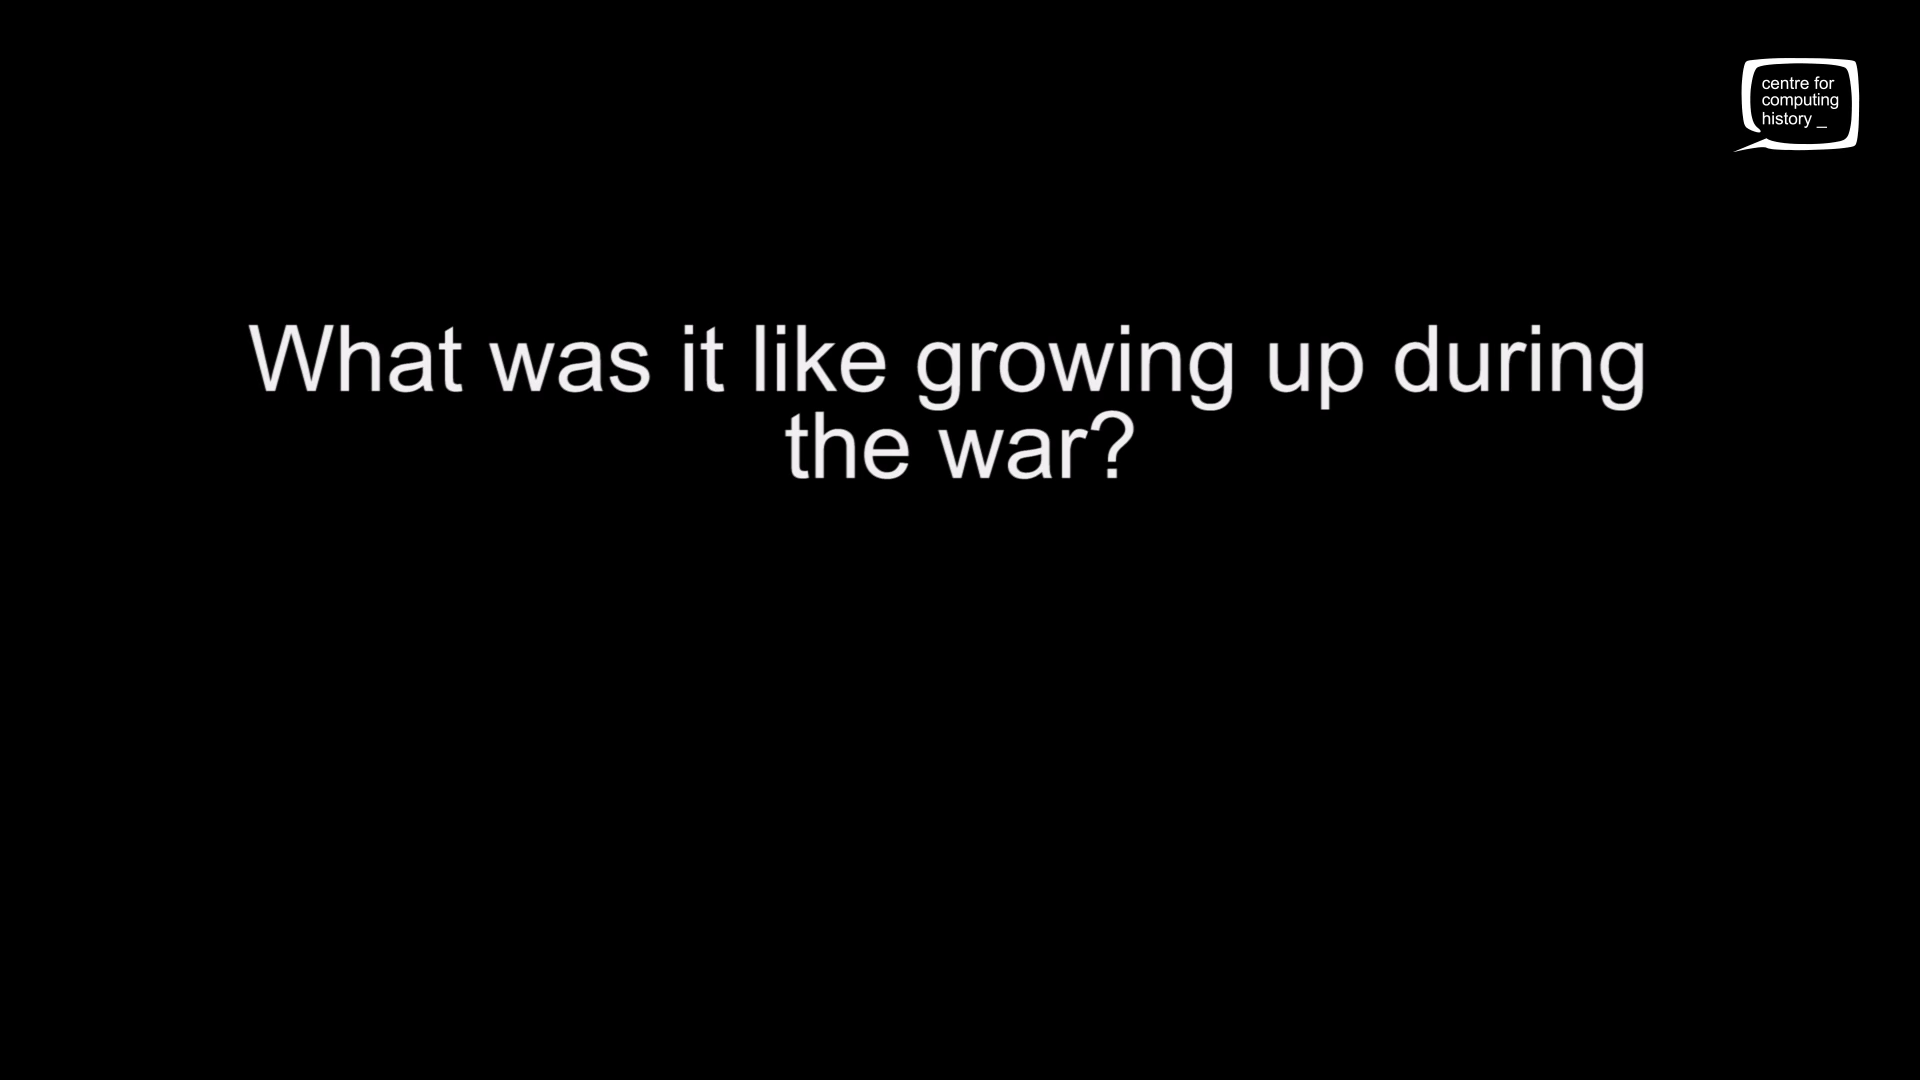 centre for
computing
history _
What was it like growing up during
the war?